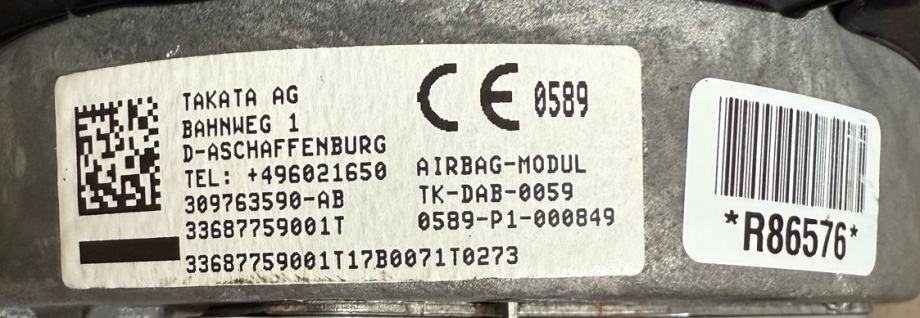 TAKATA AG
BAHNWEG 1
D-ASCHAFFENBURG
TEL: +496021650
309763590-AB
33687759001T
33687759001T17B0071T0273
CE 0589
AIRBAG-MODUL
TK-DAB-0059
0589-P1-000849
*R86576*